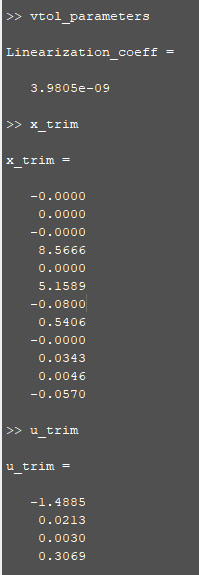 >> vtol_parameters
Linearization_coeff =
3.9805e-09
>> x_trim
x_trim =
-0.0000
0.0000
-0.0000
8.5666
0.0000
5.1589
-0.0800
0.5406
-0.0000
0.0343
0.0046
-0.0570
>> u_trim
u_trim =
-1.4885
0.0213
0.0030
0.3069